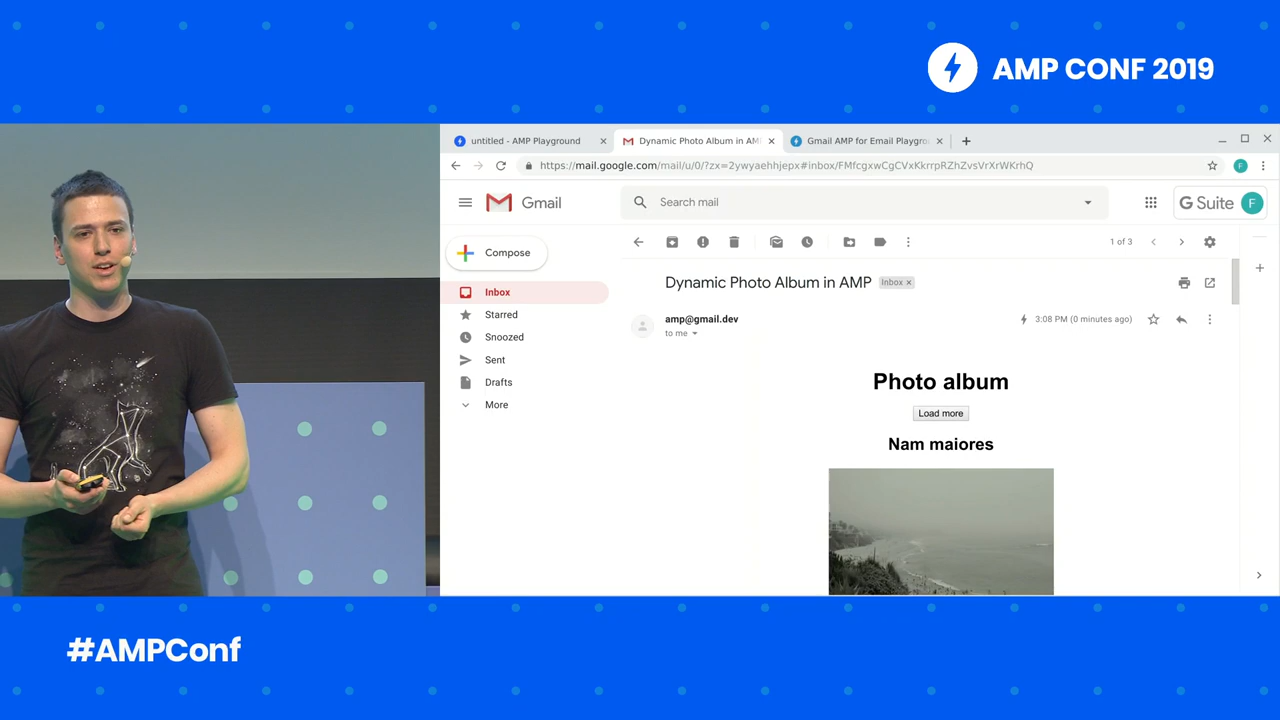 AMP CONF 2019
untitled - AMP Playground
Dynamic Photo Album in AM
Gmail AMP for Email Playgro
https://mail.google.com/mail/u/0/?zx=2ywyaehhjepx#inbox/FMfcgxwCgCVxKkrrpRZhZvsVrXrWKrhQ
F
Gmail
Search mail
G Suite
F
Compose
1 of 3
Dynamic Photo Album in AMP
Inbox ×
Inbox
Starred
Snoozed
Sent
Drafts
More
amp@gmail.dev
3:08 PM (0 minutes ago)
to me
Photo album
Load more
Nam maiores
#AMPConf